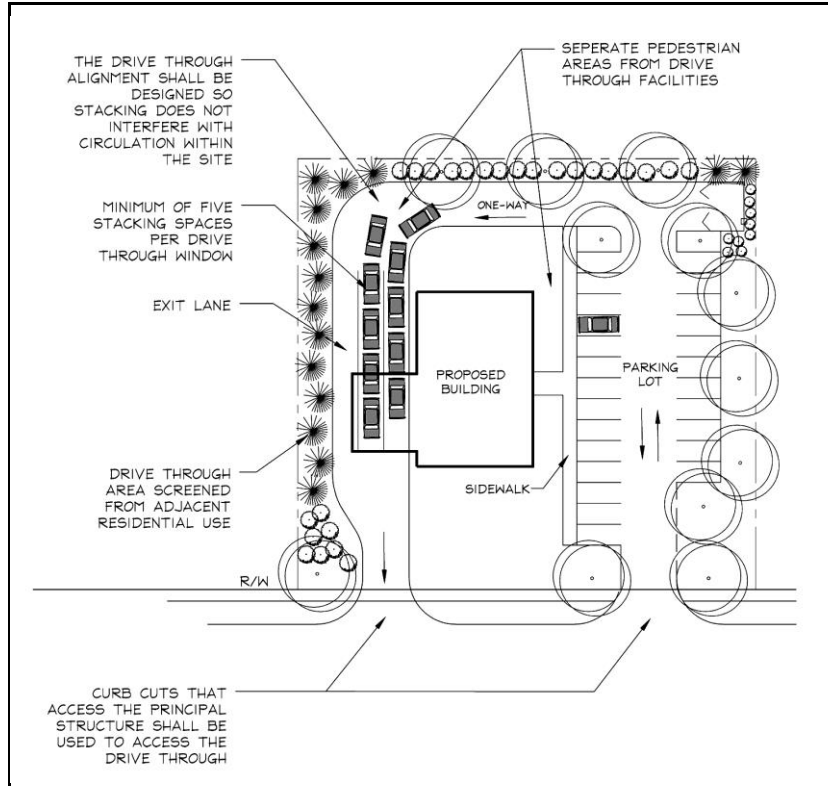 THE DRIVE THROUGH
ALIGNMENT SHALL BE
DESIGNED SO
STACKING DOES NOT
INTERFERE WITH
CIRCULATION WITHIN
THE SITE
SEPERATE PEDESTRIAN
AREAS FROM DRIVE
THROUGH FACILITIES
MINIMUM OF FIVE
STACKING SPACES
PER DRIVE
THROUGH WINDOW
ONE-WAY
EXIT LANE
PROPOSED
BUILDING
PARKING
LOT
DRIVE THROUGH
AREA SCREENED
FROM ADJACENT
RESIDENTIAL USE
SIDEWALK
R/W
CURB CUTS THAT
ACCESS THE PRINCIPAL
STRUCTURE SHALL BE
USED TO ACCESS THE
DRIVE THROUGH